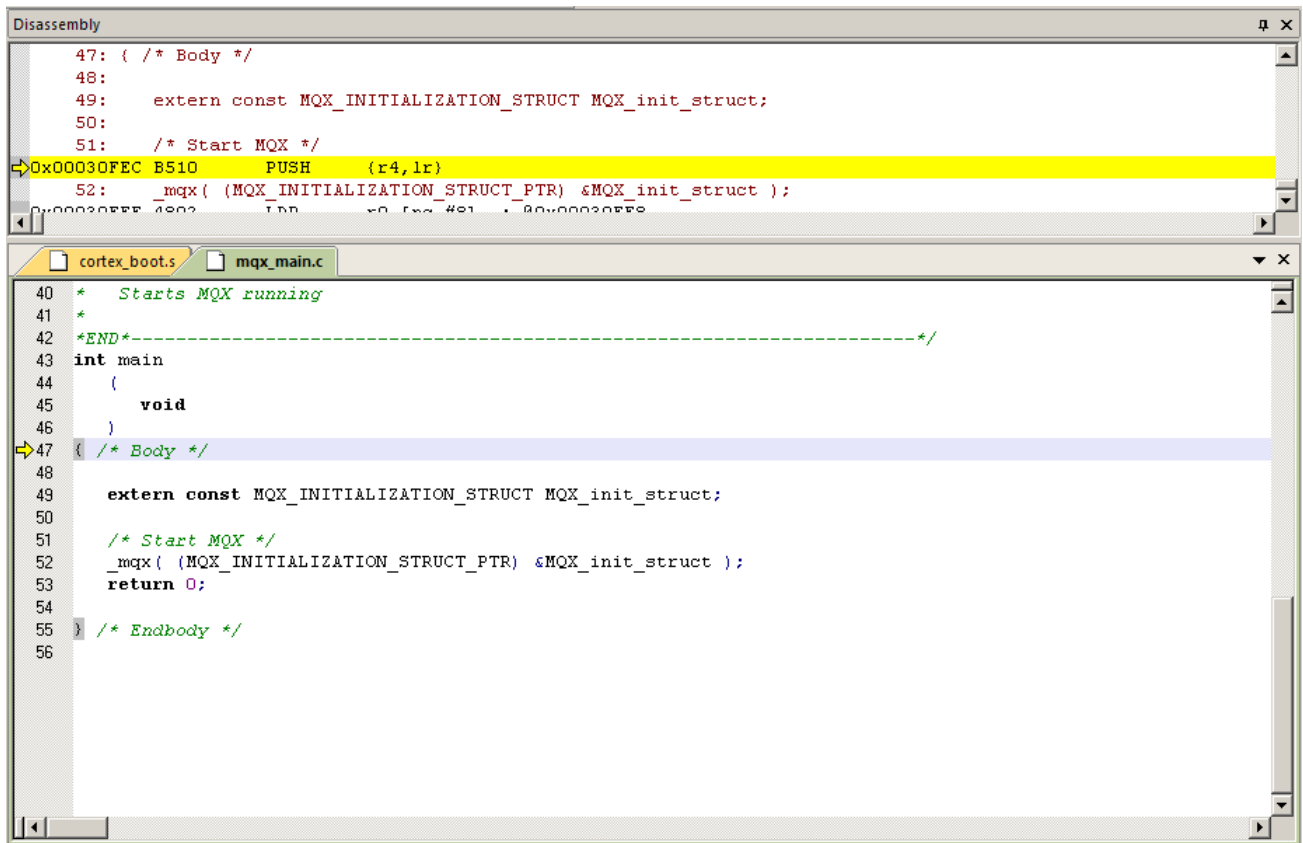 Disassembly
47: { /* Body */
48:
49: extern const MQX_INITIALIZATION_STRUCT MQX_init_struct;
50:
51: /* Start MQX */
0x00030FEC B510 PUSH {r4,lr}
52: _mqx( (MQX_INITIALIZATION_STRUCT_PTR) &MQX_init_struct );
cortex_boot.s mqx_main.c
40 * Starts MQX running
41 *
42 *END*----------------------------------------------------------------------*/
43 int main
44 (
45 void
46 )
47 { /* Body */
48
49 extern const MQX_INITIALIZATION_STRUCT MQX_init_struct;
50
51 /* Start MQX */
52 _mqx( (MQX_INITIALIZATION_STRUCT_PTR) &MQX_init_struct );
53 return 0;
54
55 } /* Endbody */
56